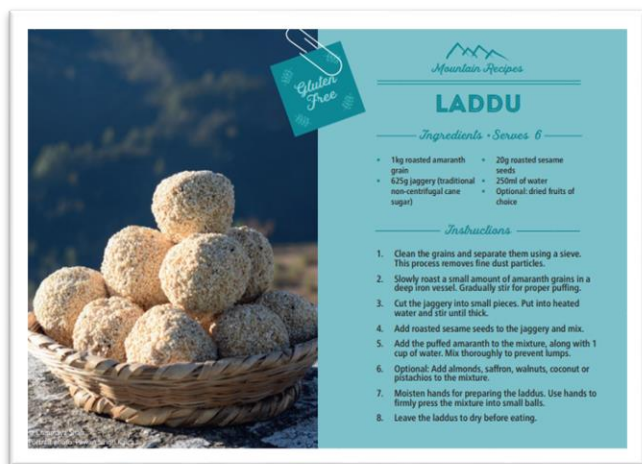 Gluten
Free
Mountain Recipes
LADDU
Ingredients • Serves 6
• 1kg roasted amaranth
grain
• 625g jaggery (traditional
non-centrifugal cane
sugar)
• 20g roasted sesame
seeds
• 250ml of water
• Optional: dried fruits of
choice
Instructions
1. Clean the grains and separate them using a sieve.
This process removes fine dust particles.
2. Slowly roast a small amount of amaranth grains in a
deep iron vessel. Gradually stir for proper puffing.
3. Cut the jaggery into small pieces. Put into heated
water and stir until thick.
4. Add roasted sesame seeds to the jaggery and mix.
5. Add the puffed amaranth to the mixture, along with 1
cup of water. Mix thoroughly to prevent lumps.
6. Optional: Add almonds, saffron, walnuts, coconut or
pistachios to the mixture.
7. Moisten hands for preparing the laddus. Use hands to
firmly press the mixture into small balls.
8. Leave the laddus to dry before eating.